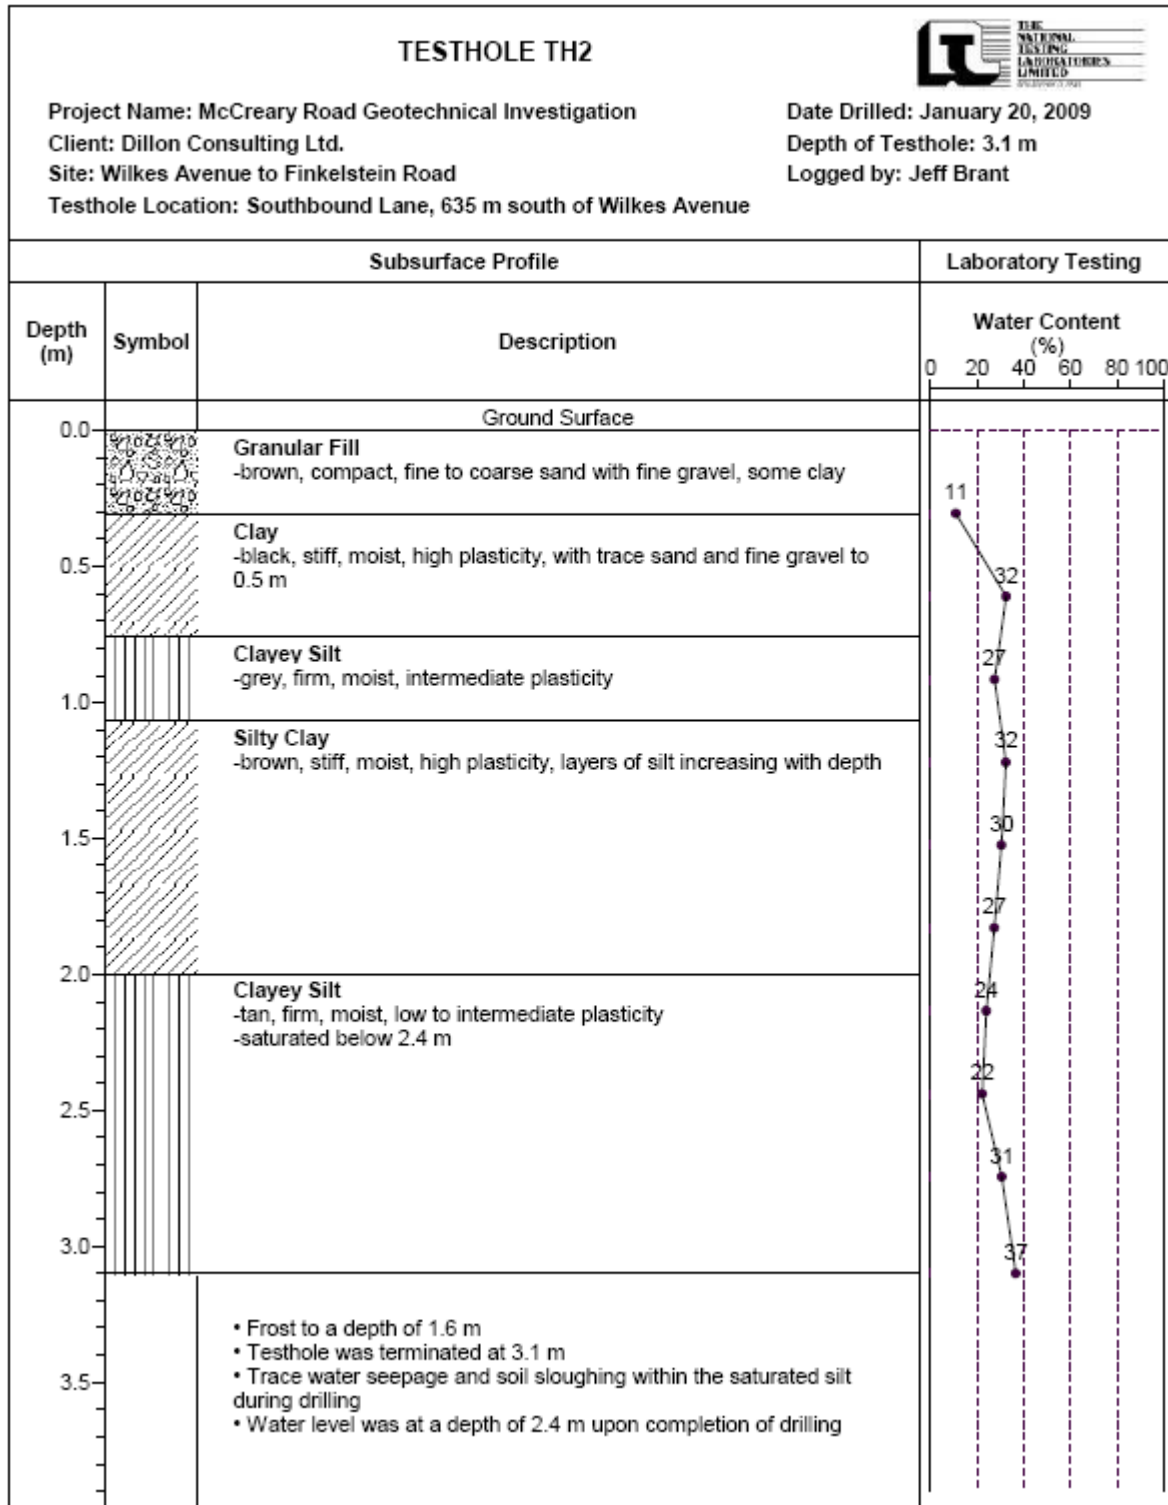 TESTHOLE TH2
THE
NATIONAL
TESTING
LABORATORIES
LIMITED
Project Name: McCreary Road Geotechnical Investigation
Date Drilled: January 20, 2009
Client: Dillon Consulting Ltd.
Depth of Testhole: 3.1 m
Site: Wilkes Avenue to Finkelstein Road
Logged by: Jeff Brant
Testhole Location: Southbound Lane, 635 m south of Wilkes Avenue
Subsurface Profile
Laboratory Testing
Depth
(m)
Symbol
Description
Water Content
(%)
0 20 40 60 80 100
Ground Surface
0.0
Granular Fill
-brown, compact, fine to coarse sand with fine gravel, some clay
11
Clay
-black, stiff, moist, high plasticity, with trace sand and fine gravel to
0.5 m
0.5
32
Clayey Silt
-grey, firm, moist, intermediate plasticity
27
1.0
Silty Clay
-brown, stiff, moist, high plasticity, layers of silt increasing with depth
32
1.5
30
27
2.0
Clayey Silt
-tan, firm, moist, low to intermediate plasticity
-saturated below 2.4 m
24
22
2.5
31
3.0
37
• Frost to a depth of 1.6 m
• Testhole was terminated at 3.1 m
• Trace water seepage and soil sloughing within the saturated silt
during drilling
• Water level was at a depth of 2.4 m upon completion of drilling
3.5